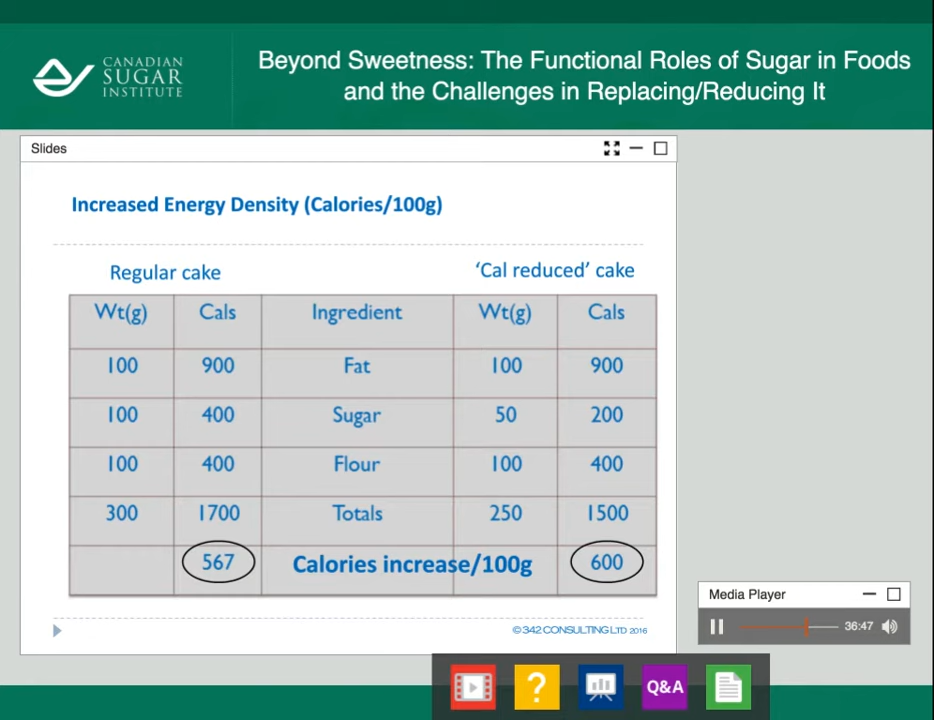 CANADIAN
SUGAR
INSTITUTE
Beyond Sweetness: The Functional Roles of Sugar in Foods
and the Challenges in Replacing/Reducing It
Slides
Increased Energy Density (Calories/100g)
Regular cake ‘Cal reduced’ cake
Wt(g) Cals Ingredient Wt(g) Cals
100 900 Fat 100 900
100 400 Sugar 50 200
100 400 Flour 100 400
300 1700 Totals 250 1500
567 Calories increase/100g 600
© 342 CONSULTING LTD 2016
Media Player
36:47
? Q&A